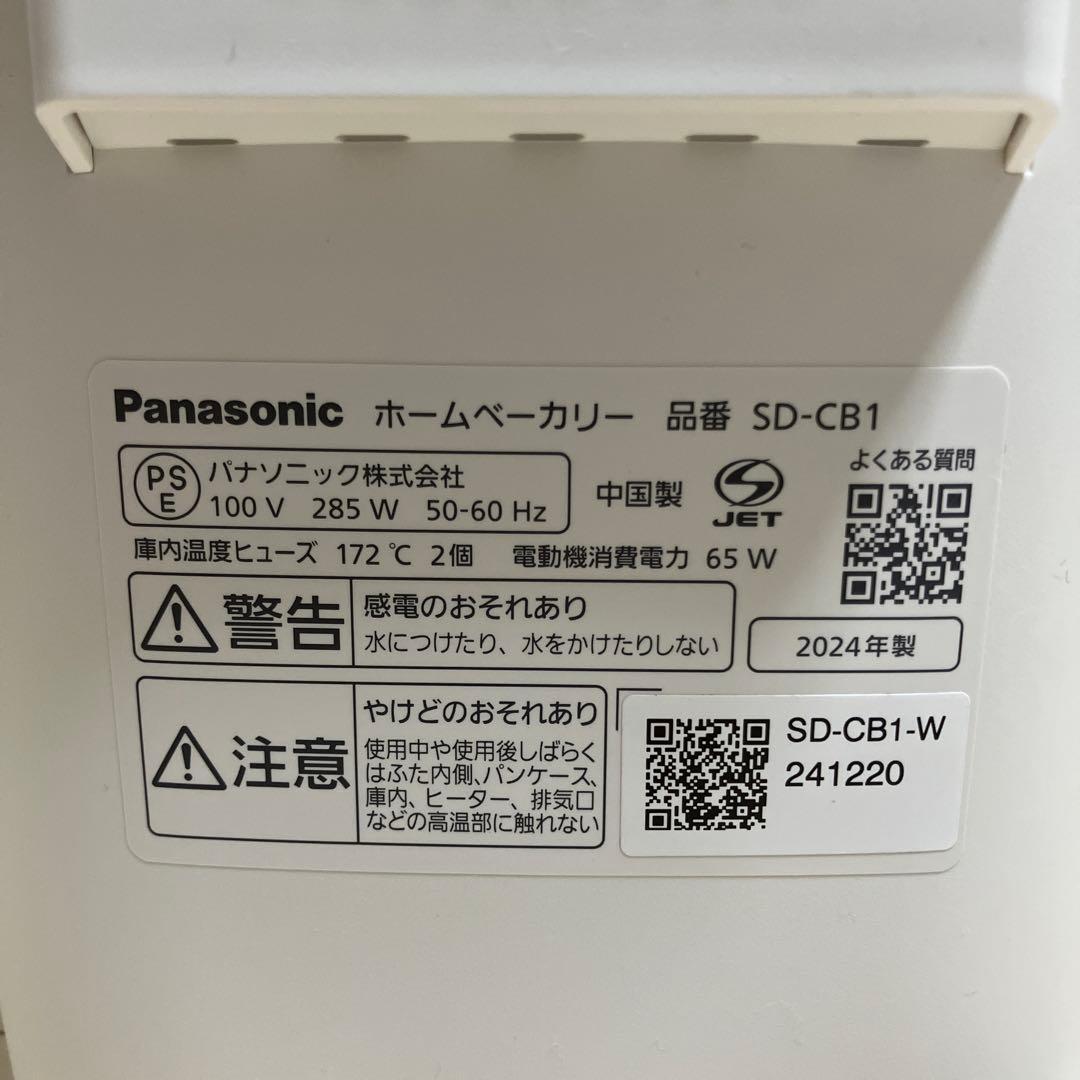 Panasonic ホームベーカリー 品番 SD-CB1
PSE パナソニック株式会社
100 V 285 W 50-60 Hz
中国製
JET
よくある質問
庫内温度ヒューズ 172 ℃ 2個 電動機消費電力 65 W
警告
感電のおそれあり
水につけたり、水をかけたりしない
2024年製
注意
やけどのおそれあり
使用中や使用後しばらく
はふた内側、パンケース、
庫内、ヒーター、排気口
などの高温部に触れない
SD-CB1-W
241220